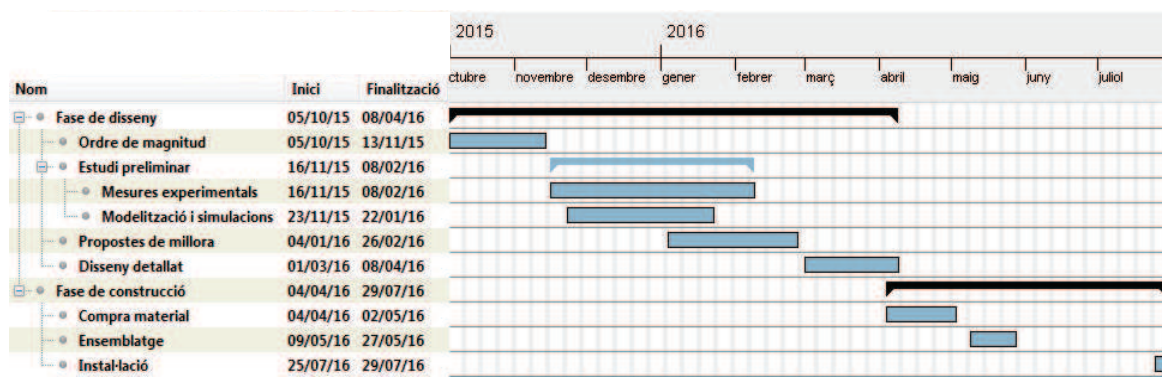 2015 2016
ctubre novembre desembre gener febrer març abril maig juny juliol
Nom Inici Finalització
Fase de disseny 05/10/15 08/04/16
Ordre de magnitud 05/10/15 13/11/15
Estudi preliminar 16/11/15 08/02/16
Mesures experimentals 16/11/15 08/02/16
Modelització i simulacions 23/11/15 22/01/16
Propostes de millora 04/01/16 26/02/16
Disseny detallat 01/03/16 08/04/16
Fase de construcció 04/04/16 29/07/16
Compra material 04/04/16 02/05/16
Ensemblatge 09/05/16 27/05/16
Instal·lació 25/07/16 29/07/16